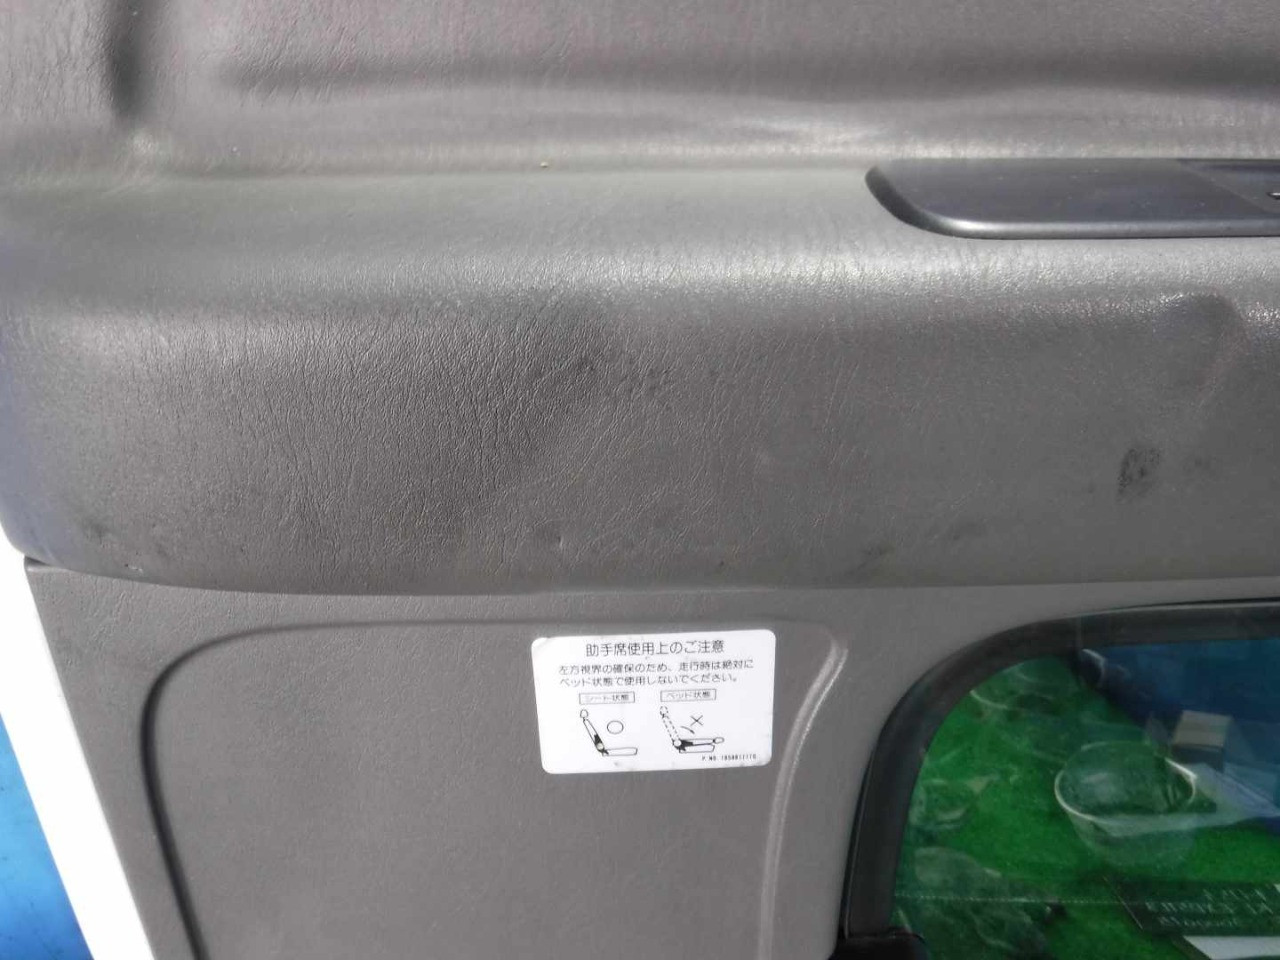 助手席使用上のご注意
左方視界の確保のため、走行時は絶対に
ベッド状態で使用しないでください。
シート状態 ベッド状態
P.NO.